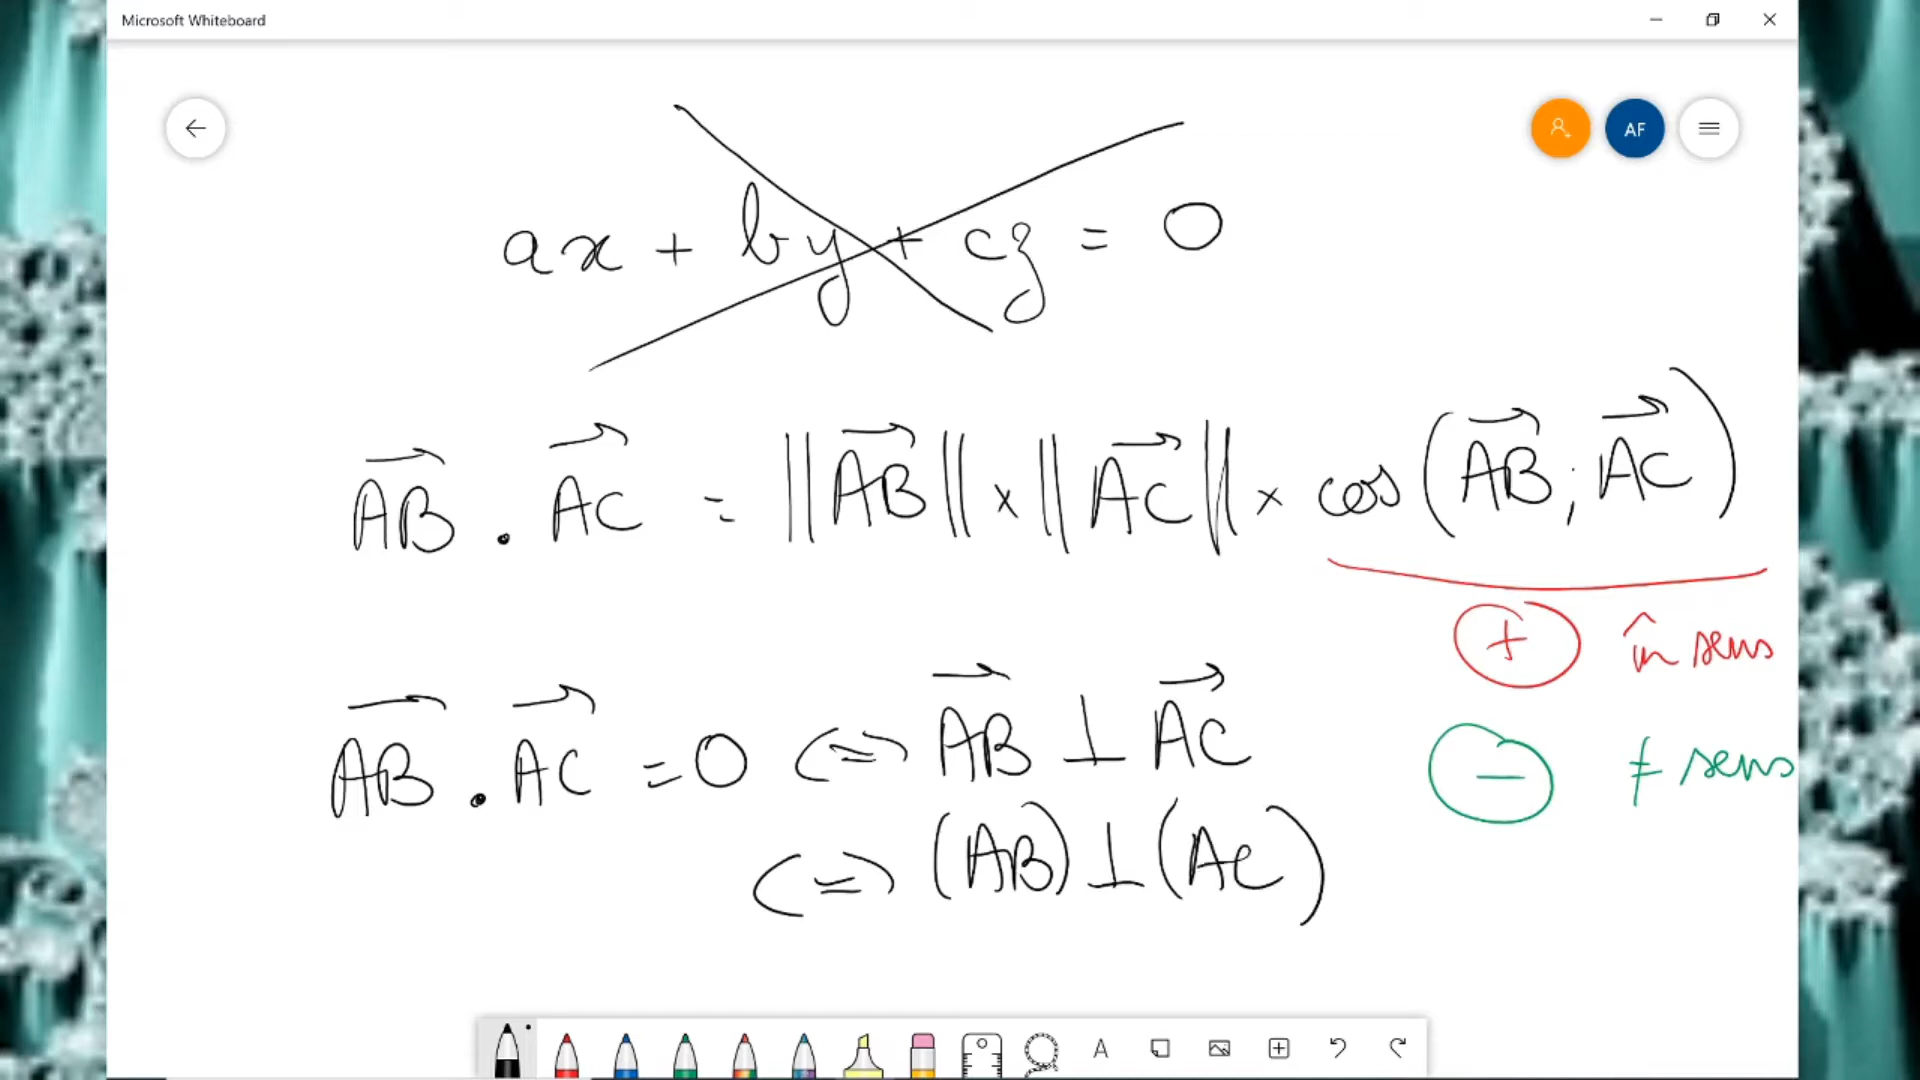 Microsoft Whiteboard
AF
ax + by + cz = 0
AB . AC = ||AB|| × ||AC|| × cos(AB ; AC)
+ m̂ sens
AB . AC = 0 <=> AB ⊥ AC
- ≠ sens
<=> (AB) ⊥ (AC)
A